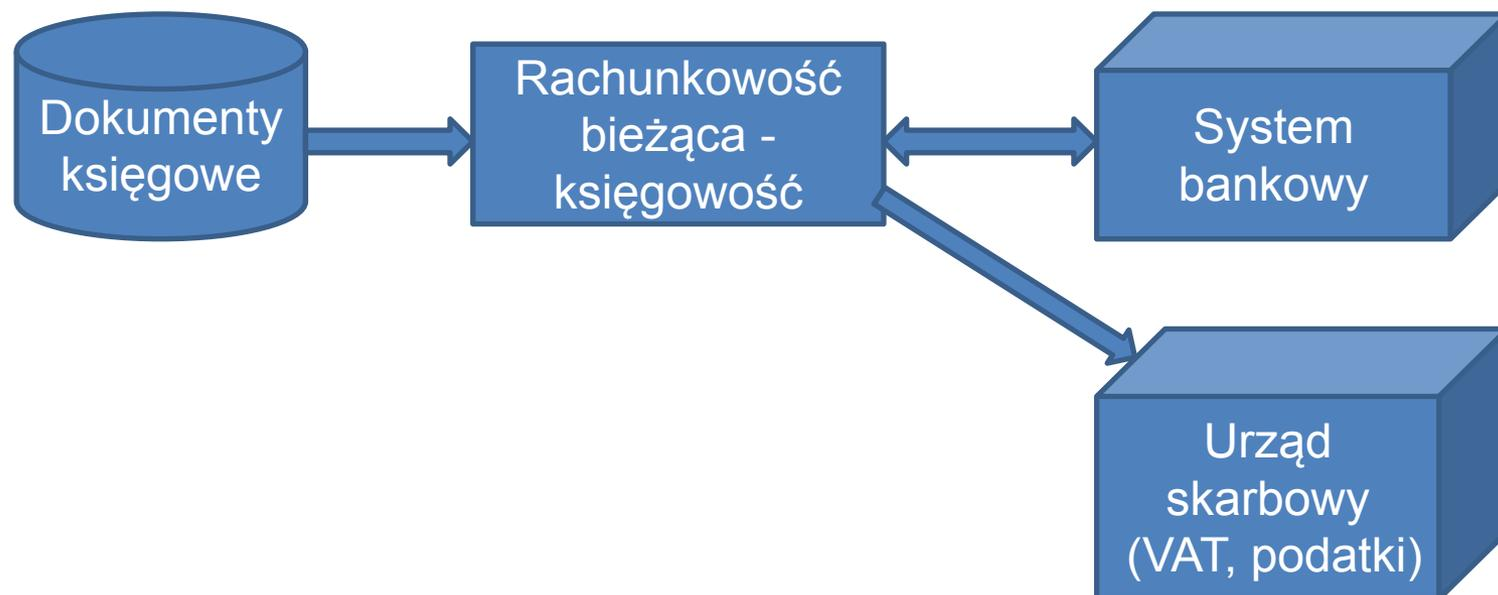 Dokumenty
księgowe
Rachunkowość
bieżąca -
księgowość
System
bankowy
Urząd
skarbowy
(VAT, podatki)